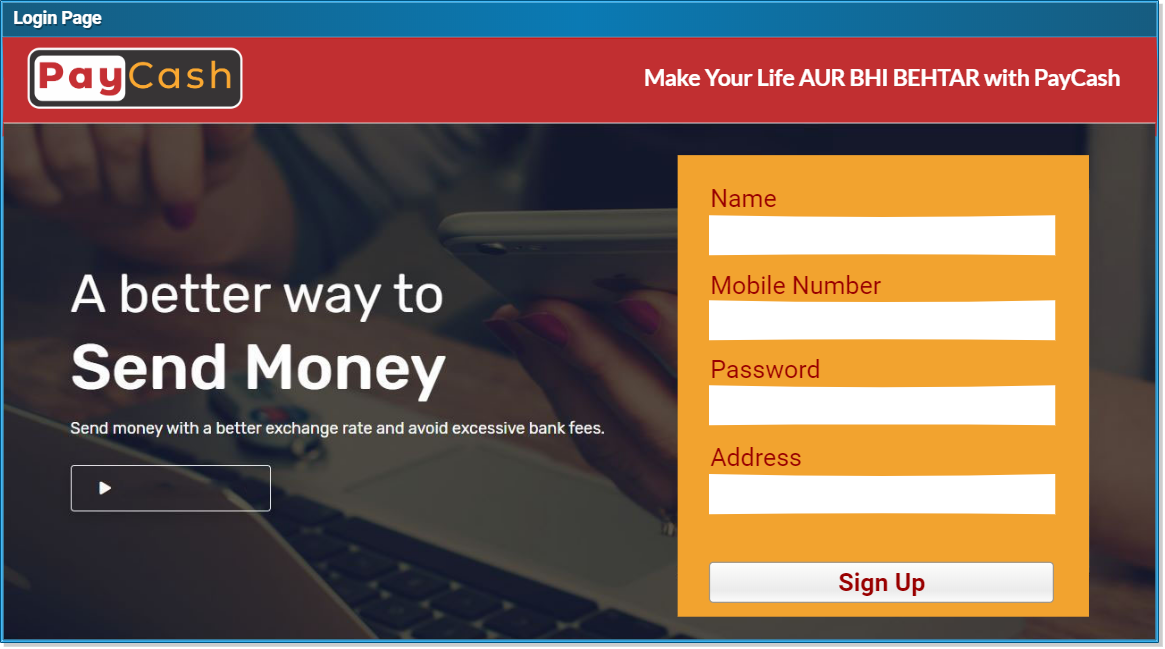 Login Page
PayCash
Make Your Life AUR BHI BEHTAR with PayCash
A better way to
Send Money
Send money with a better exchange rate and avoid excessive bank fees.
Name
Mobile Number
Password
Address
Sign Up